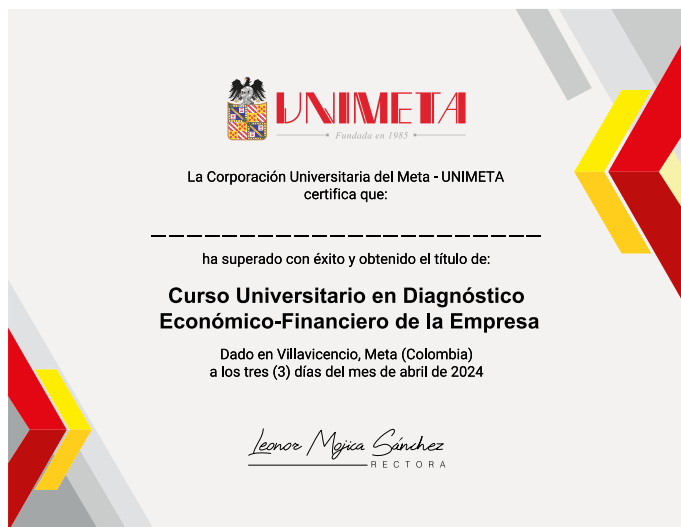 UNIMETA
Fundada en 1985
La Corporación Universitaria del Meta - UNIMETA
certifica que:
ha superado con éxito y obtenido el título de:
Curso Universitario en Diagnóstico
Económico-Financiero de la Empresa
Dado en Villavicencio, Meta (Colombia)
a los tres (3) días del mes de abril de 2024
Leonor Mojica Sánchez
RECTORA